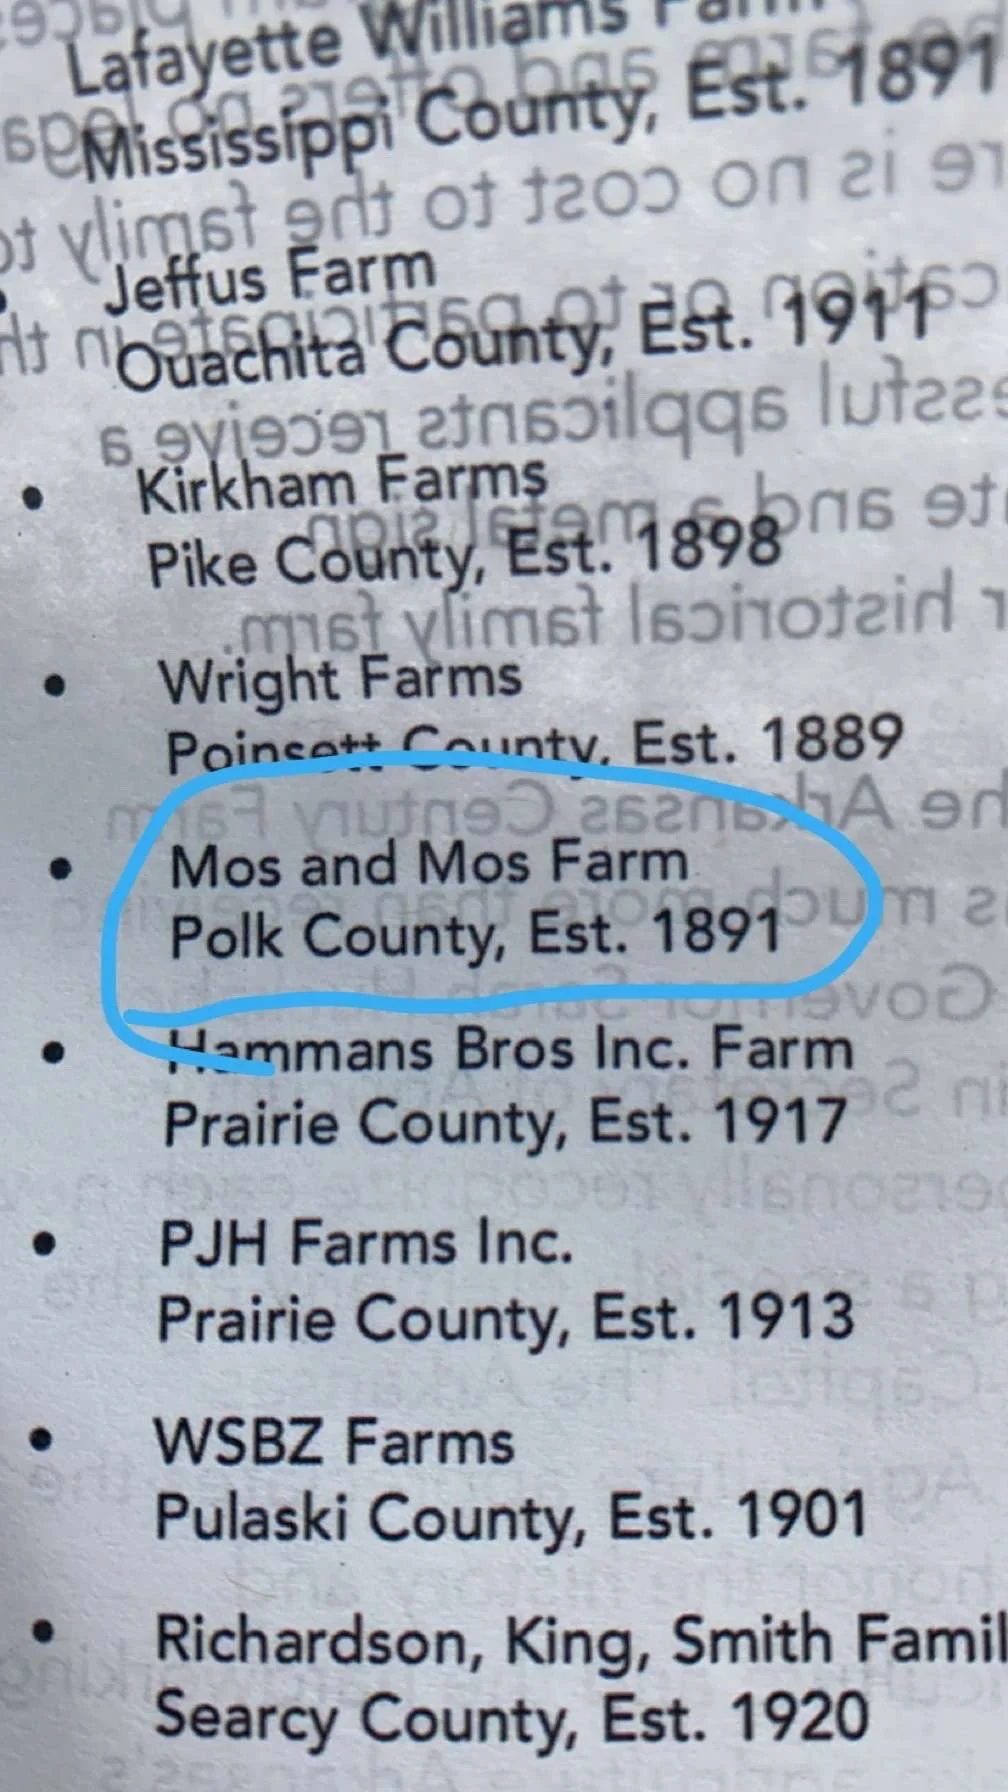 Lafayette Williams Farm
Mississippi County, Est. 1891
Jeffus Farm
Ouachita County, Est. 1911
• Kirkham Farms
Pike County, Est. 1898
• Wright Farms
Poinsett County, Est. 1889
• Mos and Mos Farm
Polk County, Est. 1891
• Hammans Bros Inc. Farm
Prairie County, Est. 1917
• PJH Farms Inc.
Prairie County, Est. 1913
• WSBZ Farms
Pulaski County, Est. 1901
• Richardson, King, Smith Famil
Searcy County, Est. 1920